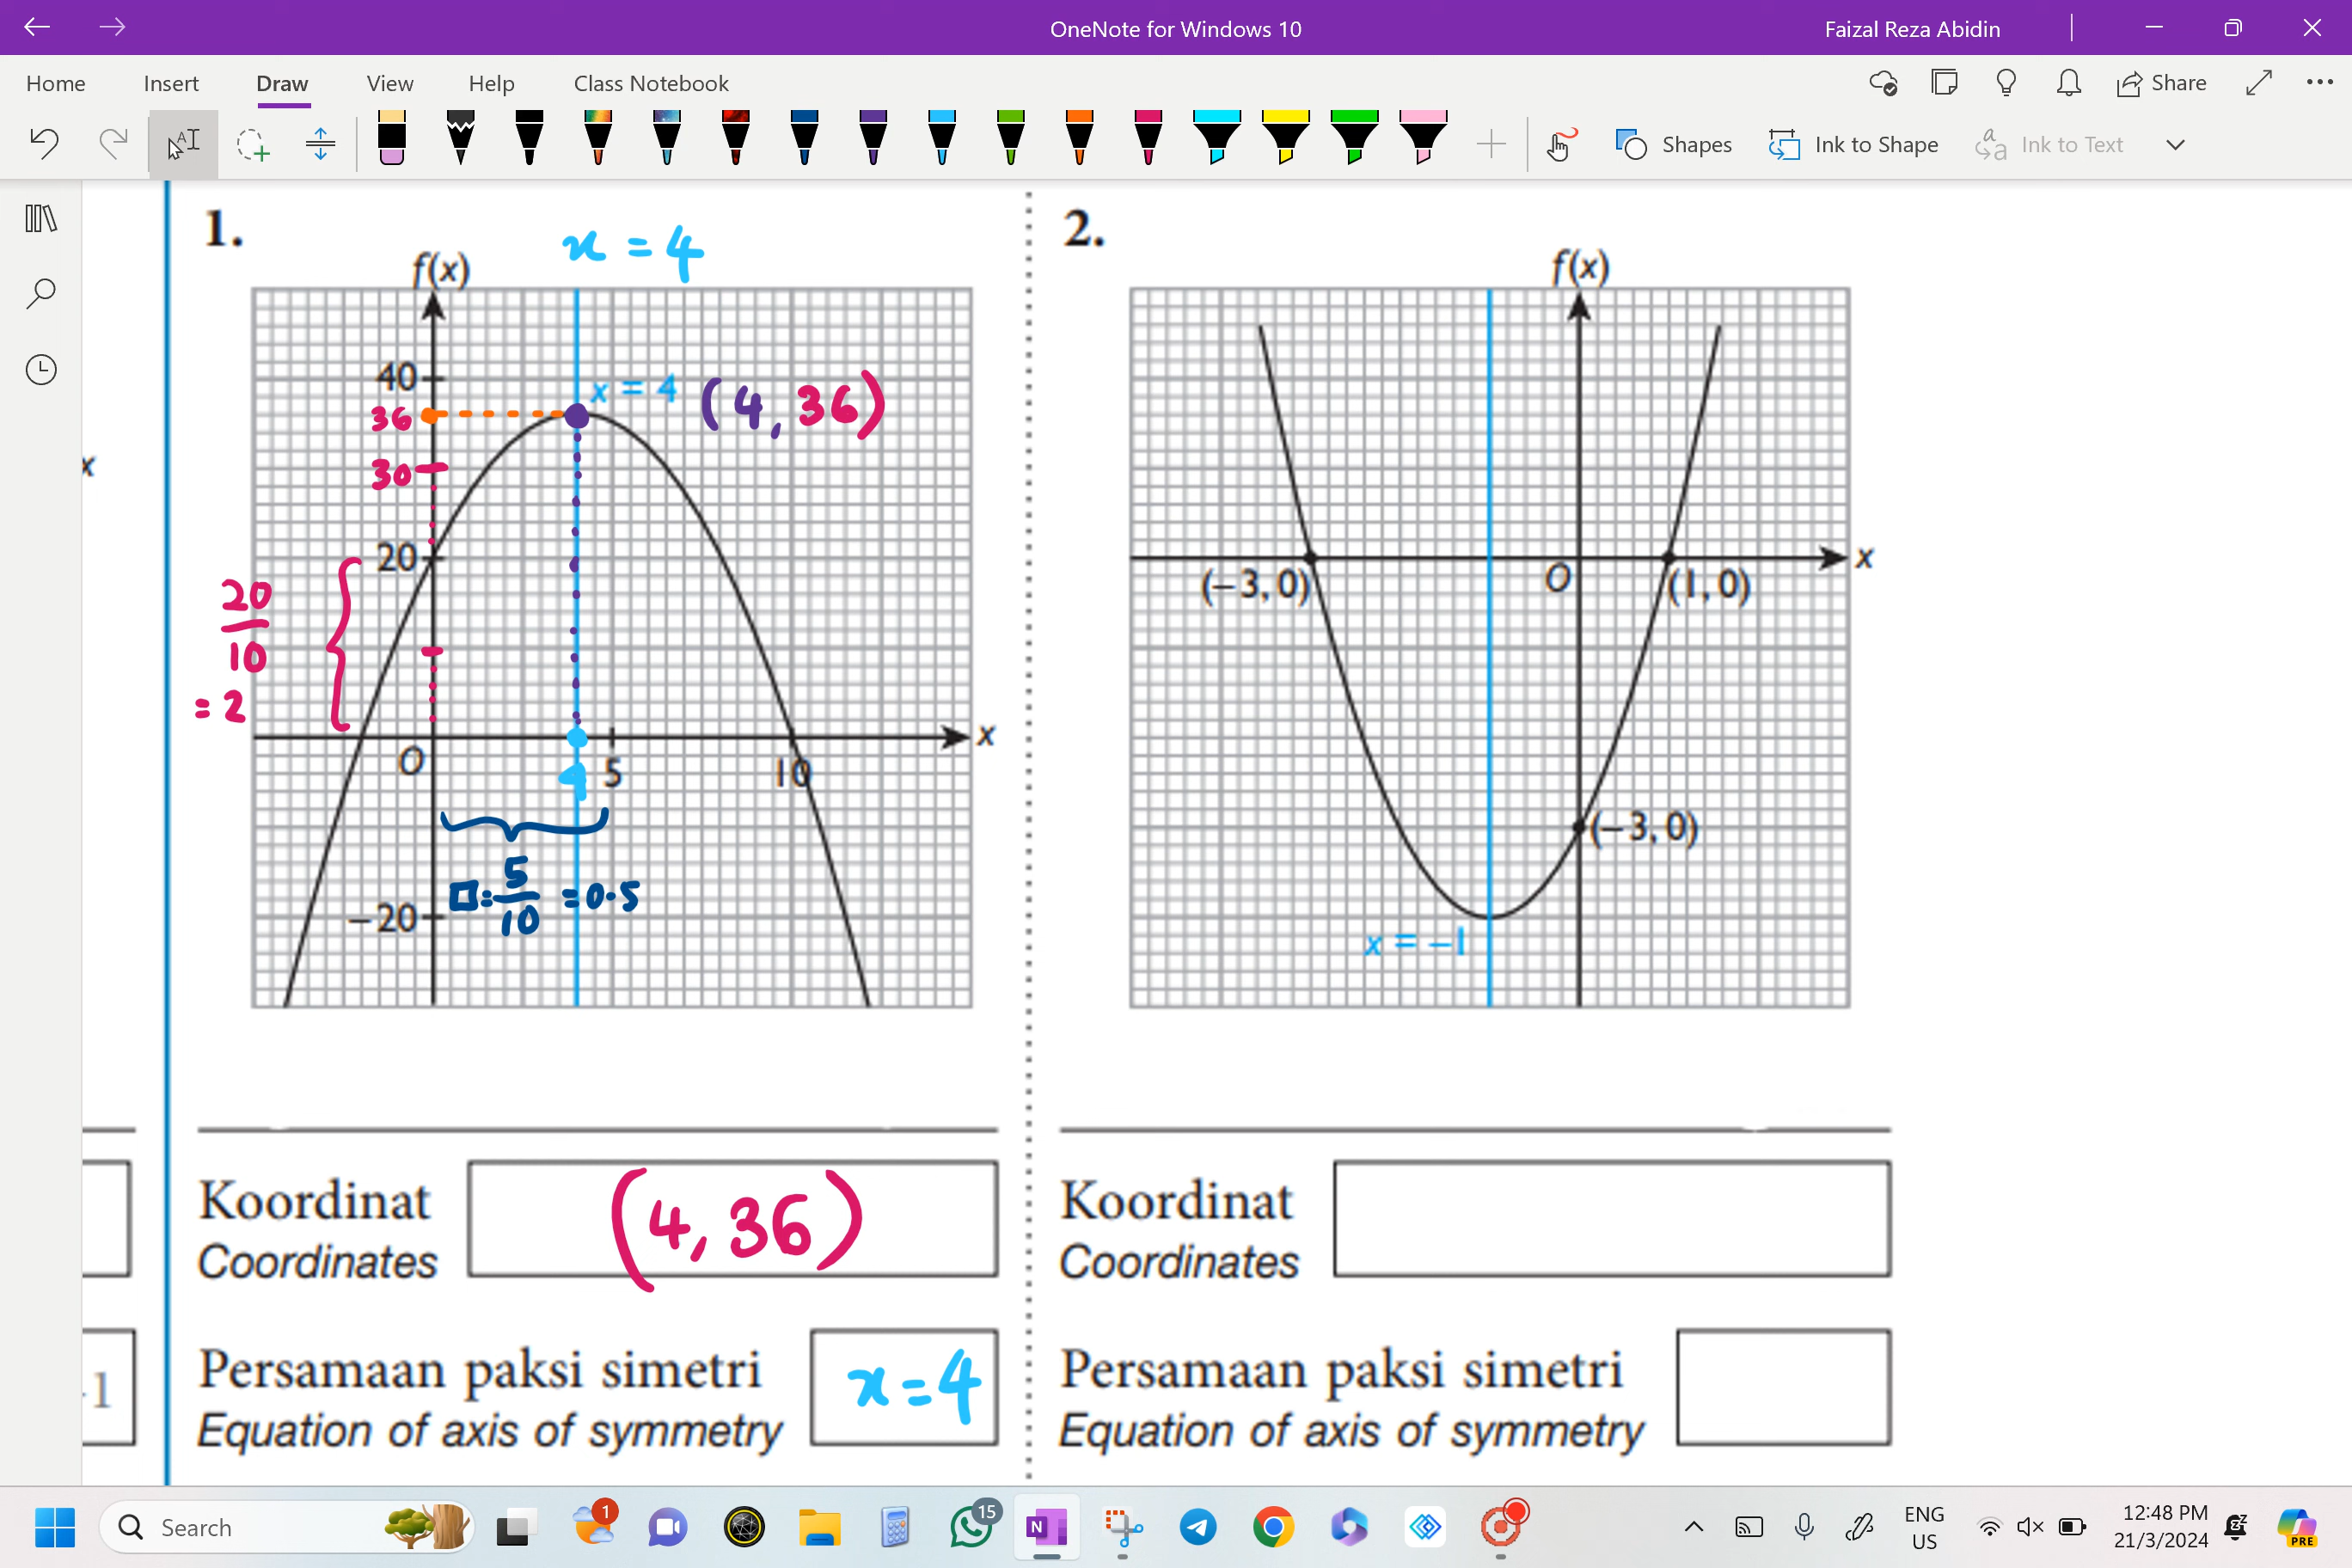 OneNote for Windows 10
Faizal Reza Abidin
Home Insert Draw View Help Class Notebook
Share
Shapes Ink to Shape Ink to Text
x
-1
1.
x = 4
f(x)
40
x = 4
(4, 36)
36
30
20
20
10
= 2
x
O
4
5
10
□ = 5
10
= 0.5
−20
Koordinat
Coordinates
(4, 36)
Persamaan paksi simetri
Equation of axis of symmetry
x = 4
2.
f(x)
x
(−3, 0)
O
(1, 0)
(−3, 0)
x = −1
Koordinat
Coordinates
Persamaan paksi simetri
Equation of axis of symmetry
Search
1
15
N
ENG
US
12:48 PM
21/3/2024
PRE